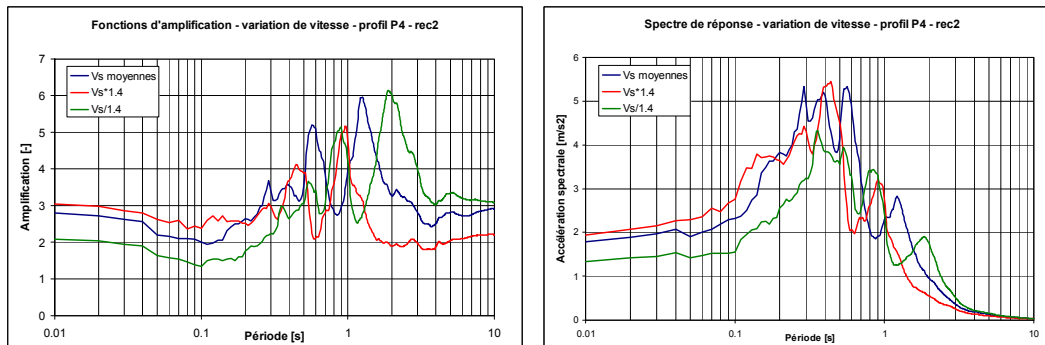 Fonctions d'amplification - variation de vitesse - profil P4 - rec2
Amplification [-]
7
6
5
4
3
2
1
0
Vs moyennes
Vs*1.4
Vs/1.4
0.01
0.1
1
10
Période [s]
Spectre de réponse - variation de vitesse - profil P4 - rec2
Accélération spectrale [m/s2]
6
5
4
3
2
1
0
Vs moyennes
Vs*1.4
Vs/1.4
0.01
0.1
1
10
Période [s]